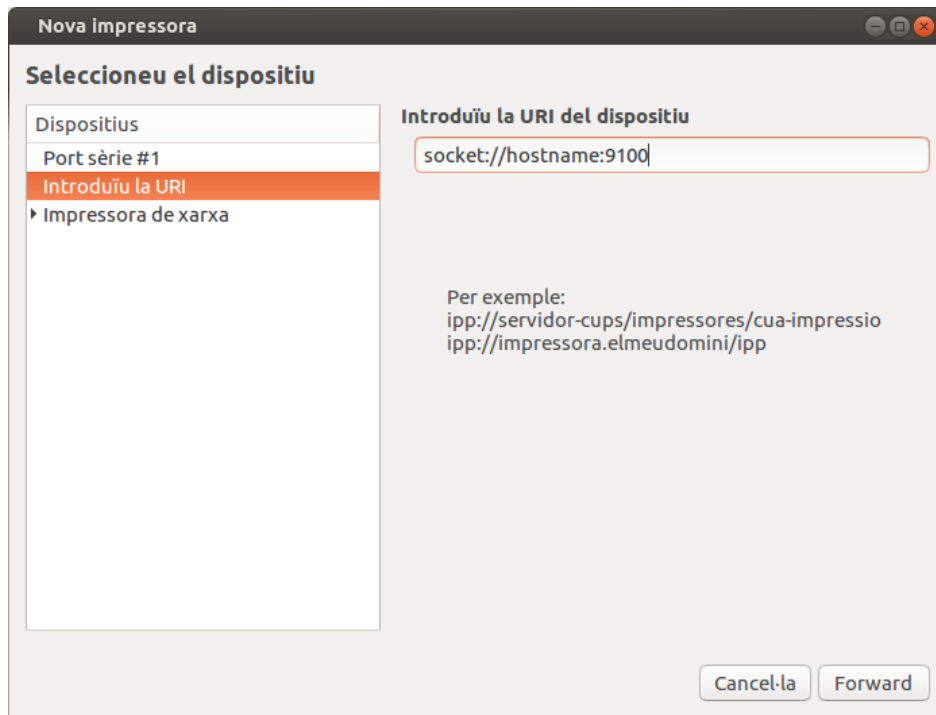 Nova impressora
Seleccioneu el dispositiu
Dispositius
Port sèrie #1
Introduïu la URI
Impressora de xarxa
Introduïu la URI del dispositiu
socket://hostname:9100
Per exemple:
ipp://servidor-cups/impressores/cua-impressio
ipp://impressora.elmeudomini/ipp
Cancel·la
Forward